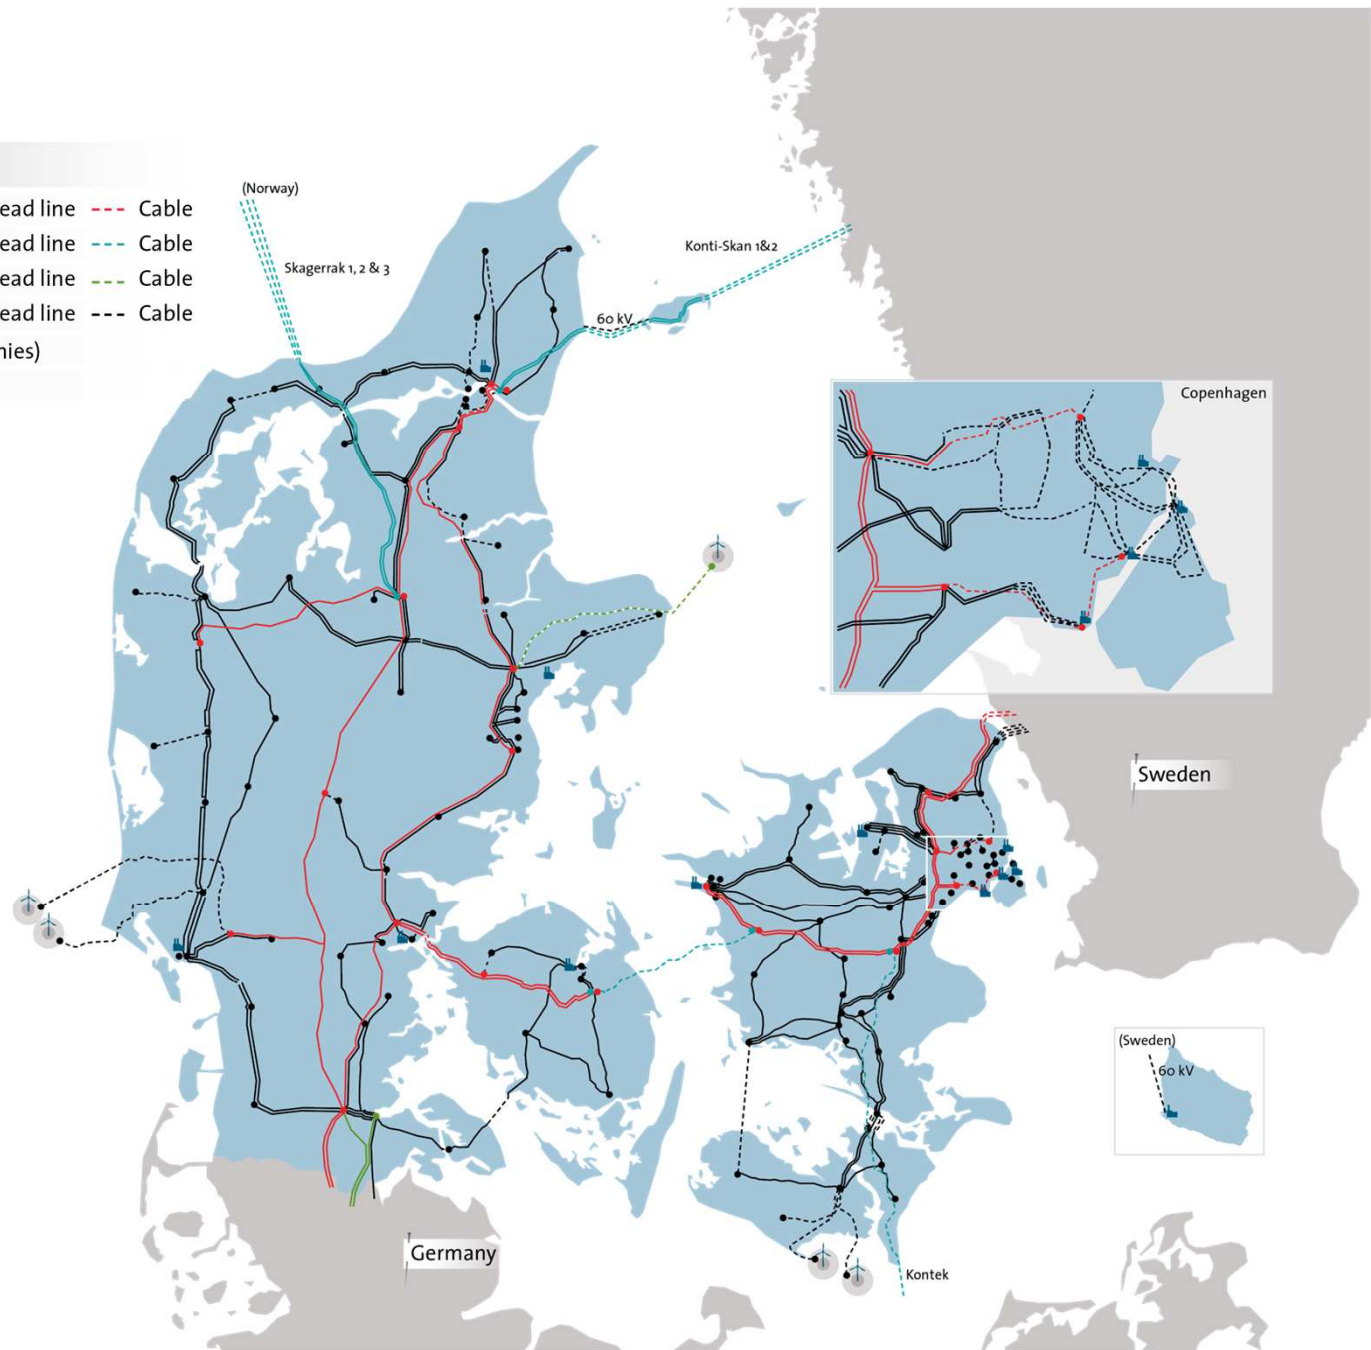 (Norway)
ead line Cable
ead line Cable
ead line Cable
ead line Cable
nies)
Skagerrak 1, 2 & 3
Konti-Skan 1&2
60 kV
Copenhagen
Sweden
(Sweden)
60 kV
Germany
Kontek